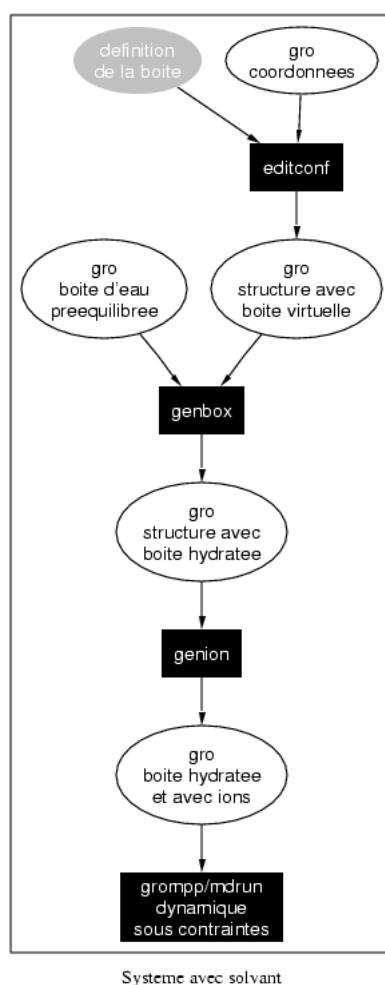 definition
de la boite
gro
coordonnees
editconf
gro
boite d'eau
preequilibree
gro
structure avec
boite virtuelle
genbox
gro
structure avec
boite hydratee
genion
gro
boite hydratee
et avec ions
grompp/mdrun
dynamique
sous contraintes
Systeme avec solvant